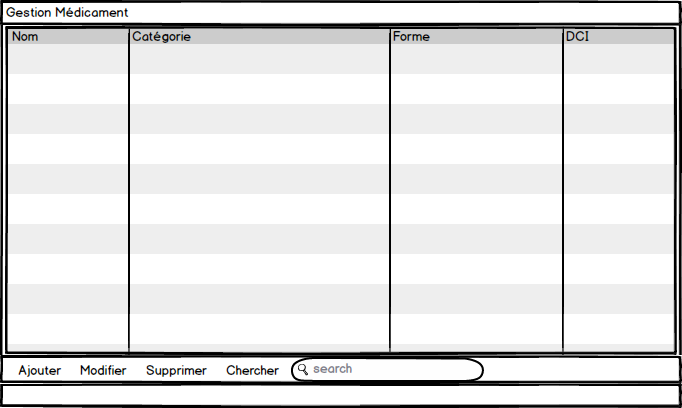 Gestion Médicament
Nom Catégorie Forme DCI
Ajouter Modifier Supprimer Chercher search